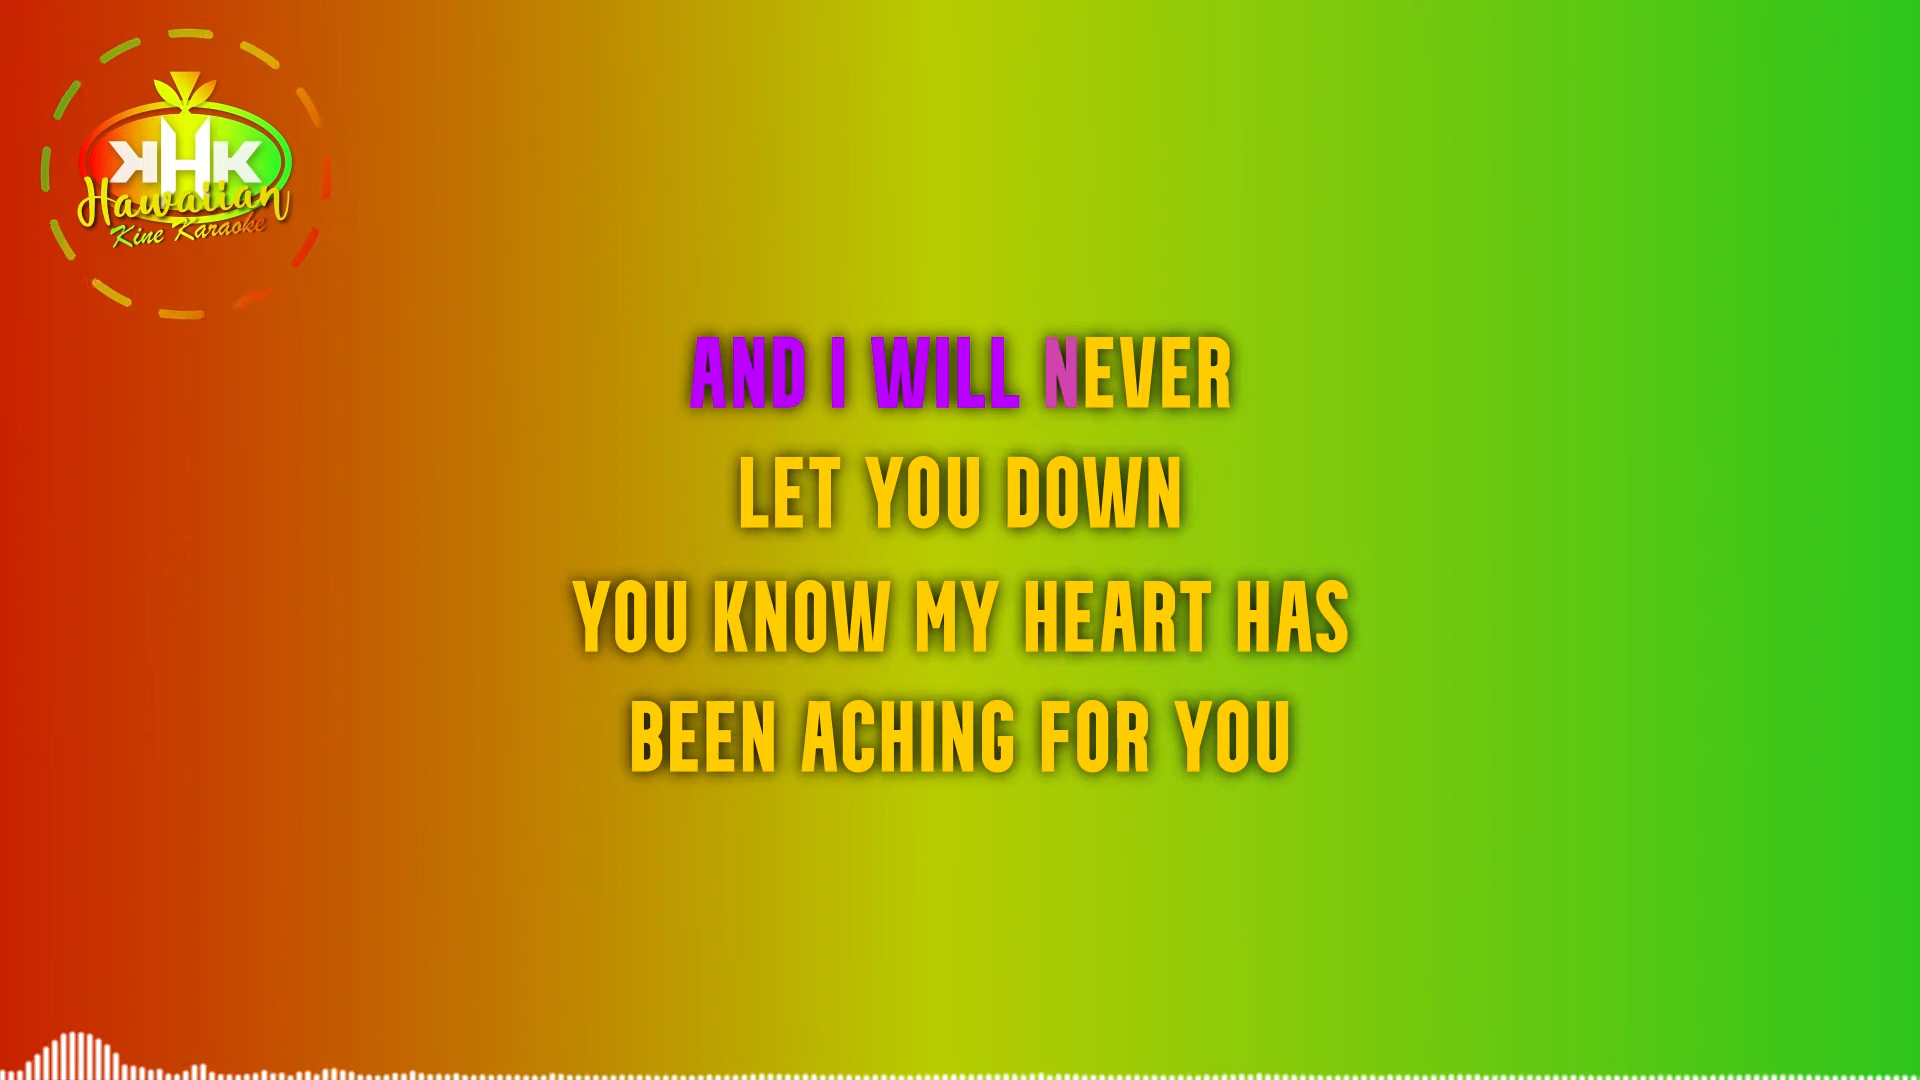 KHK
Hawaiian
Kine Karaoke
AND I WILL NEVER
LET YOU DOWN
YOU KNOW MY HEART HAS
BEEN ACHING FOR YOU